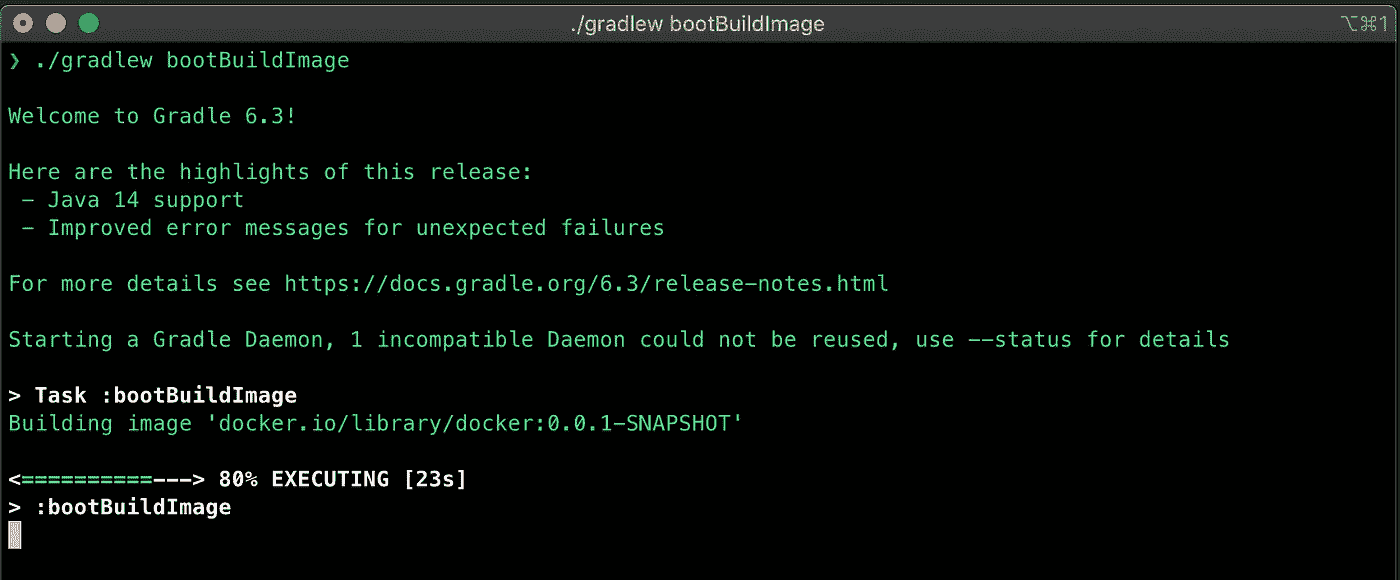 ./gradlew bootBuildImage
⌥⌘1
❯ ./gradlew bootBuildImage
Welcome to Gradle 6.3!
Here are the highlights of this release:
– Java 14 support
– Improved error messages for unexpected failures
For more details see https://docs.gradle.org/6.3/release-notes.html
Starting a Gradle Daemon, 1 incompatible Daemon could not be reused, use --status for details
> Task :bootBuildImage
Building image 'docker.io/library/docker:0.0.1-SNAPSHOT'
<==========---> 80% EXECUTING [23s]
> :bootBuildImage